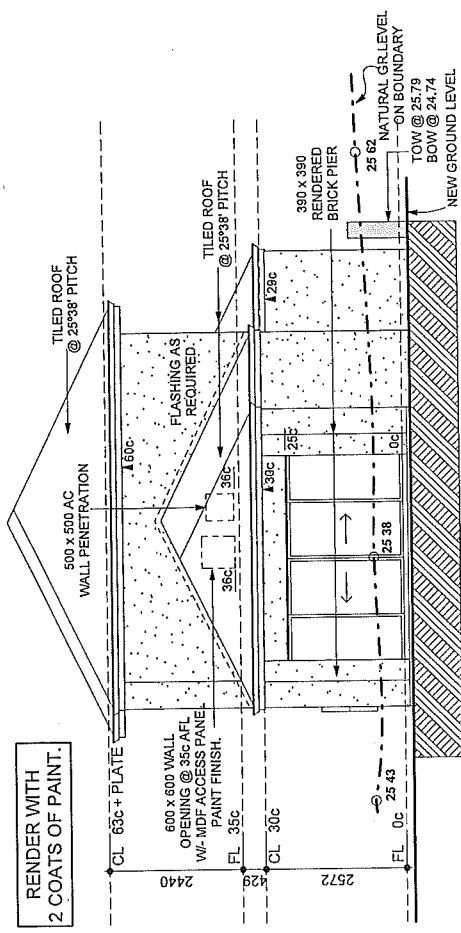 RENDER WITH
2 COATS OF PAINT.
TILED ROOF
@ 25°38' PITCH
500 x 500 AC
WALL PENETRATION
TILED ROOF
@ 25°38' PITCH
CL 63c + PLATE
60c
FLASHING AS
REQUIRED.
600 x 600 WALL
OPENING @ 35c AFL
W/- MDF ACCESS PANEL
PAINT FINISH.
36c
36c
2440
FL 35c
429
CL 30c
30c
29c
25c
390 x 390
RENDERED
BRICK PIER
2572
25 43
25 38
25 62
NATURAL GR.LEVEL
ON BOUNDARY
FL 0c
0c
TOW @ 25.79
BOW @ 24.74
NEW GROUND LEVEL